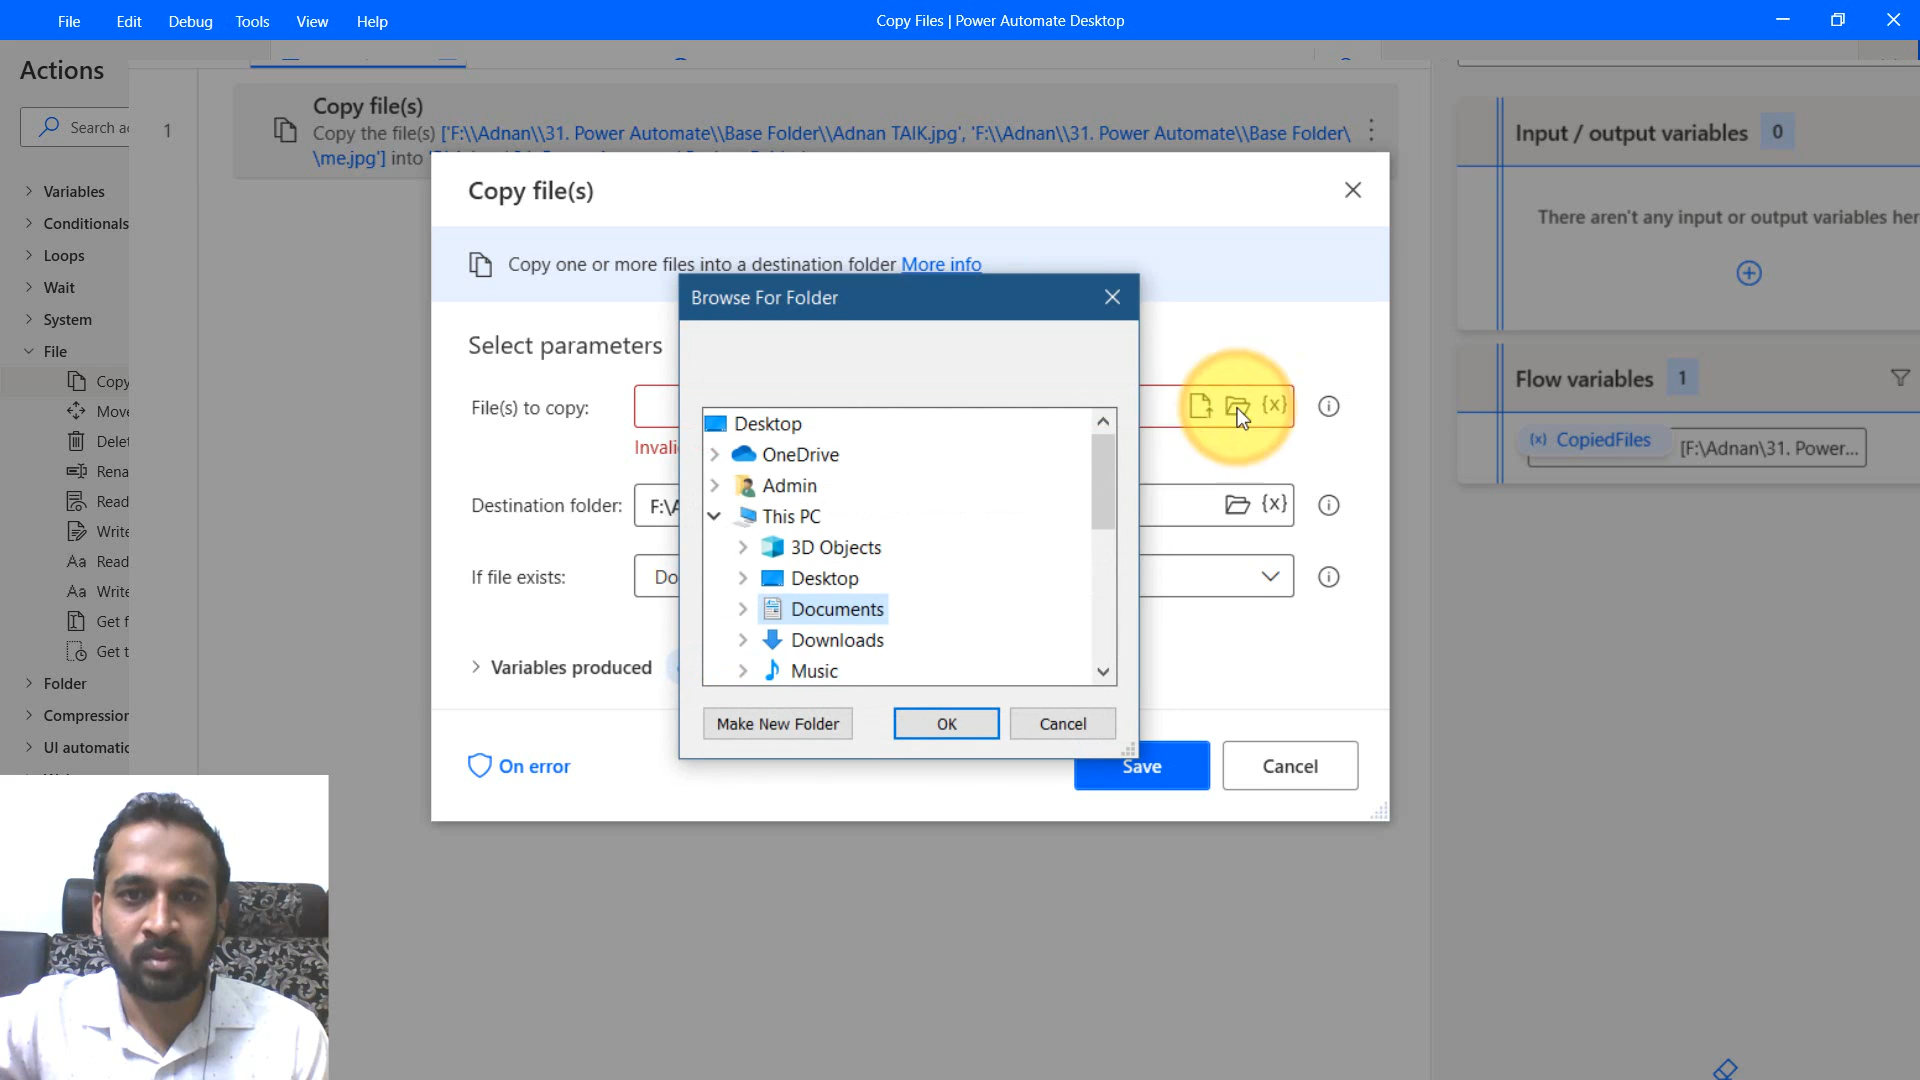 File Edit Debug Tools View Help
Copy Files | Power Automate Desktop
Actions
Search ac
Variables
Conditionals
Loops
Wait
System
File
Copy
Move
Delet
Rena
Read
Write
Aa Read
Aa Write
Get f
Get t
Folder
Compression
UI automatic
1
Copy file(s)
Copy the file(s) ['F:\\Adnan\\31. Power Automate\\Base Folder\\Adnan TAIK.jpg', 'F:\\Adnan\\31. Power Automate\\Base Folder\
\me.jpg'] into
Copy file(s)
Copy one or more files into a destination folder More info
Select parameters
File(s) to copy:
{x}
Invali
Destination folder: F:\A
{x}
If file exists: Do
Variables produced
On error
Save
Cancel
Browse For Folder
Desktop
OneDrive
Admin
This PC
3D Objects
Desktop
Documents
Downloads
Music
Make New Folder
OK
Cancel
Input / output variables 0
There aren't any input or output variables her
Flow variables 1
(x) CopiedFiles [F:\Adnan\31. Power...